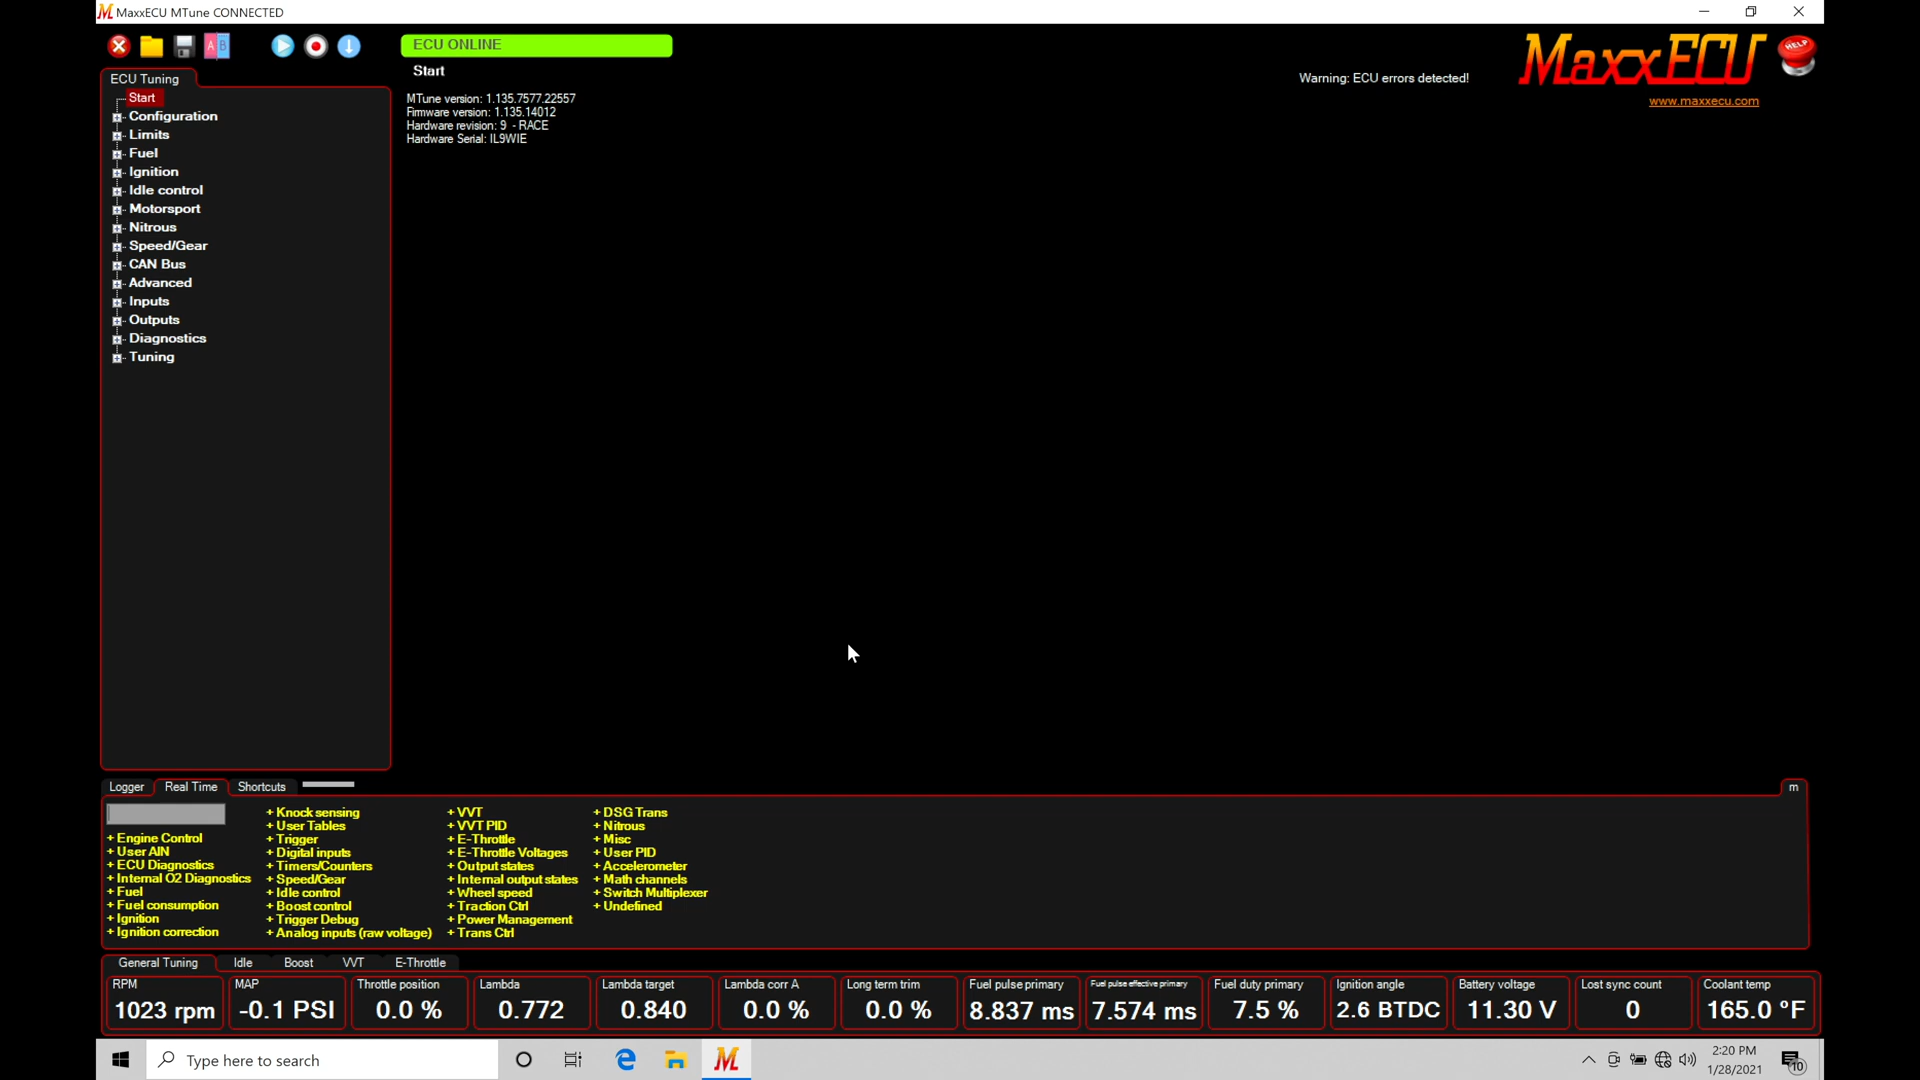 MaxxECU MTune CONNECTED
A B
ECU ONLINE
MaxxECU
HELP
ECU Tuning
Start
Warning: ECU errors detected!
www.maxxecu.com
Start
Configuration
Limits
Fuel
Ignition
Idle control
Motorsport
Nitrous
Speed/Gear
CAN Bus
Advanced
Inputs
Outputs
Diagnostics
Tuning
MTune version: 1.135.7577.22557
Firmware version: 1.135.14012
Hardware revision: 9 - RACE
Hardware Serial: IL9WIE
Logger Real Time Shortcuts
m
+ Engine Control
+ User AIN
+ ECU Diagnostics
+ Internal O2 Diagnostics
+ Fuel
+ Fuel consumption
+ Ignition
+ Ignition correction
+ Knock sensing
+ User Tables
+ Trigger
+ Digital inputs
+ Timers/Counters
+ Speed/Gear
+ Idle control
+ Boost control
+ Trigger Debug
+ Analog inputs (raw voltage)
+ VVT
+ VVT PID
+ E-Throttle
+ E-Throttle Voltages
+ Output states
+ Internal output states
+ Wheel speed
+ Traction Ctrl
+ Power Management
+ Trans Ctrl
+ DSG Trans
+ Nitrous
+ Misc
+ User PID
+ Accelerometer
+ Math channels
+ Switch Multiplexer
+ Undefined
General Tuning Idle Boost VVT E-Throttle
RPM
1023 rpm
MAP
-0.1 PSI
Throttle position
0.0 %
Lambda
0.772
Lambda target
0.840
Lambda corr A
0.0 %
Long term trim
0.0 %
Fuel pulse primary
8.837 ms
Fuel pulse effective primary
7.574 ms
Fuel duty primary
7.5 %
Ignition angle
2.6 BTDC
Battery voltage
11.30 V
Lost sync count
0
Coolant temp
165.0 °F
Type here to search
2:20 PM
1/28/2021
10